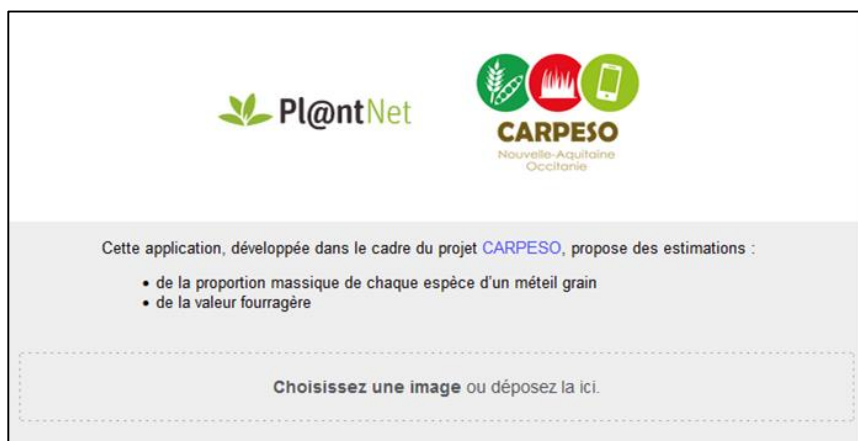 Pl@ntNet
CARPESO
Nouvelle-Aquitaine
Occitanie
Cette application, développée dans le cadre du projet CARPESO, propose des estimations :
• de la proportion massique de chaque espèce d'un méteil grain
• de la valeur fourragère
Choisissez une image ou déposez la ici.